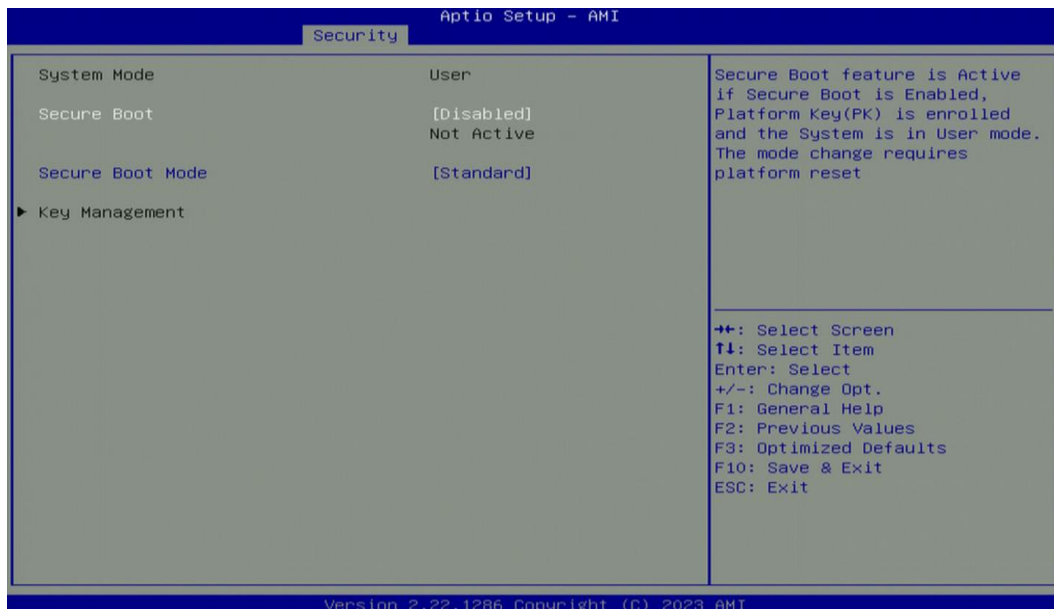 Aptio Setup - AMI
Security
System Mode User
Secure Boot [Disabled]
Not Active
Secure Boot Mode [Standard]
Key Management
Secure Boot feature is Active
if Secure Boot is Enabled,
Platform Key(PK) is enrolled
and the System is in User mode.
The mode change requires
platform reset
→←: Select Screen
↑↓: Select Item
Enter: Select
+/-: Change Opt.
F1: General Help
F2: Previous Values
F3: Optimized Defaults
F10: Save & Exit
ESC: Exit
Version 2.22.1286 Copyright (C) 2023 AMI